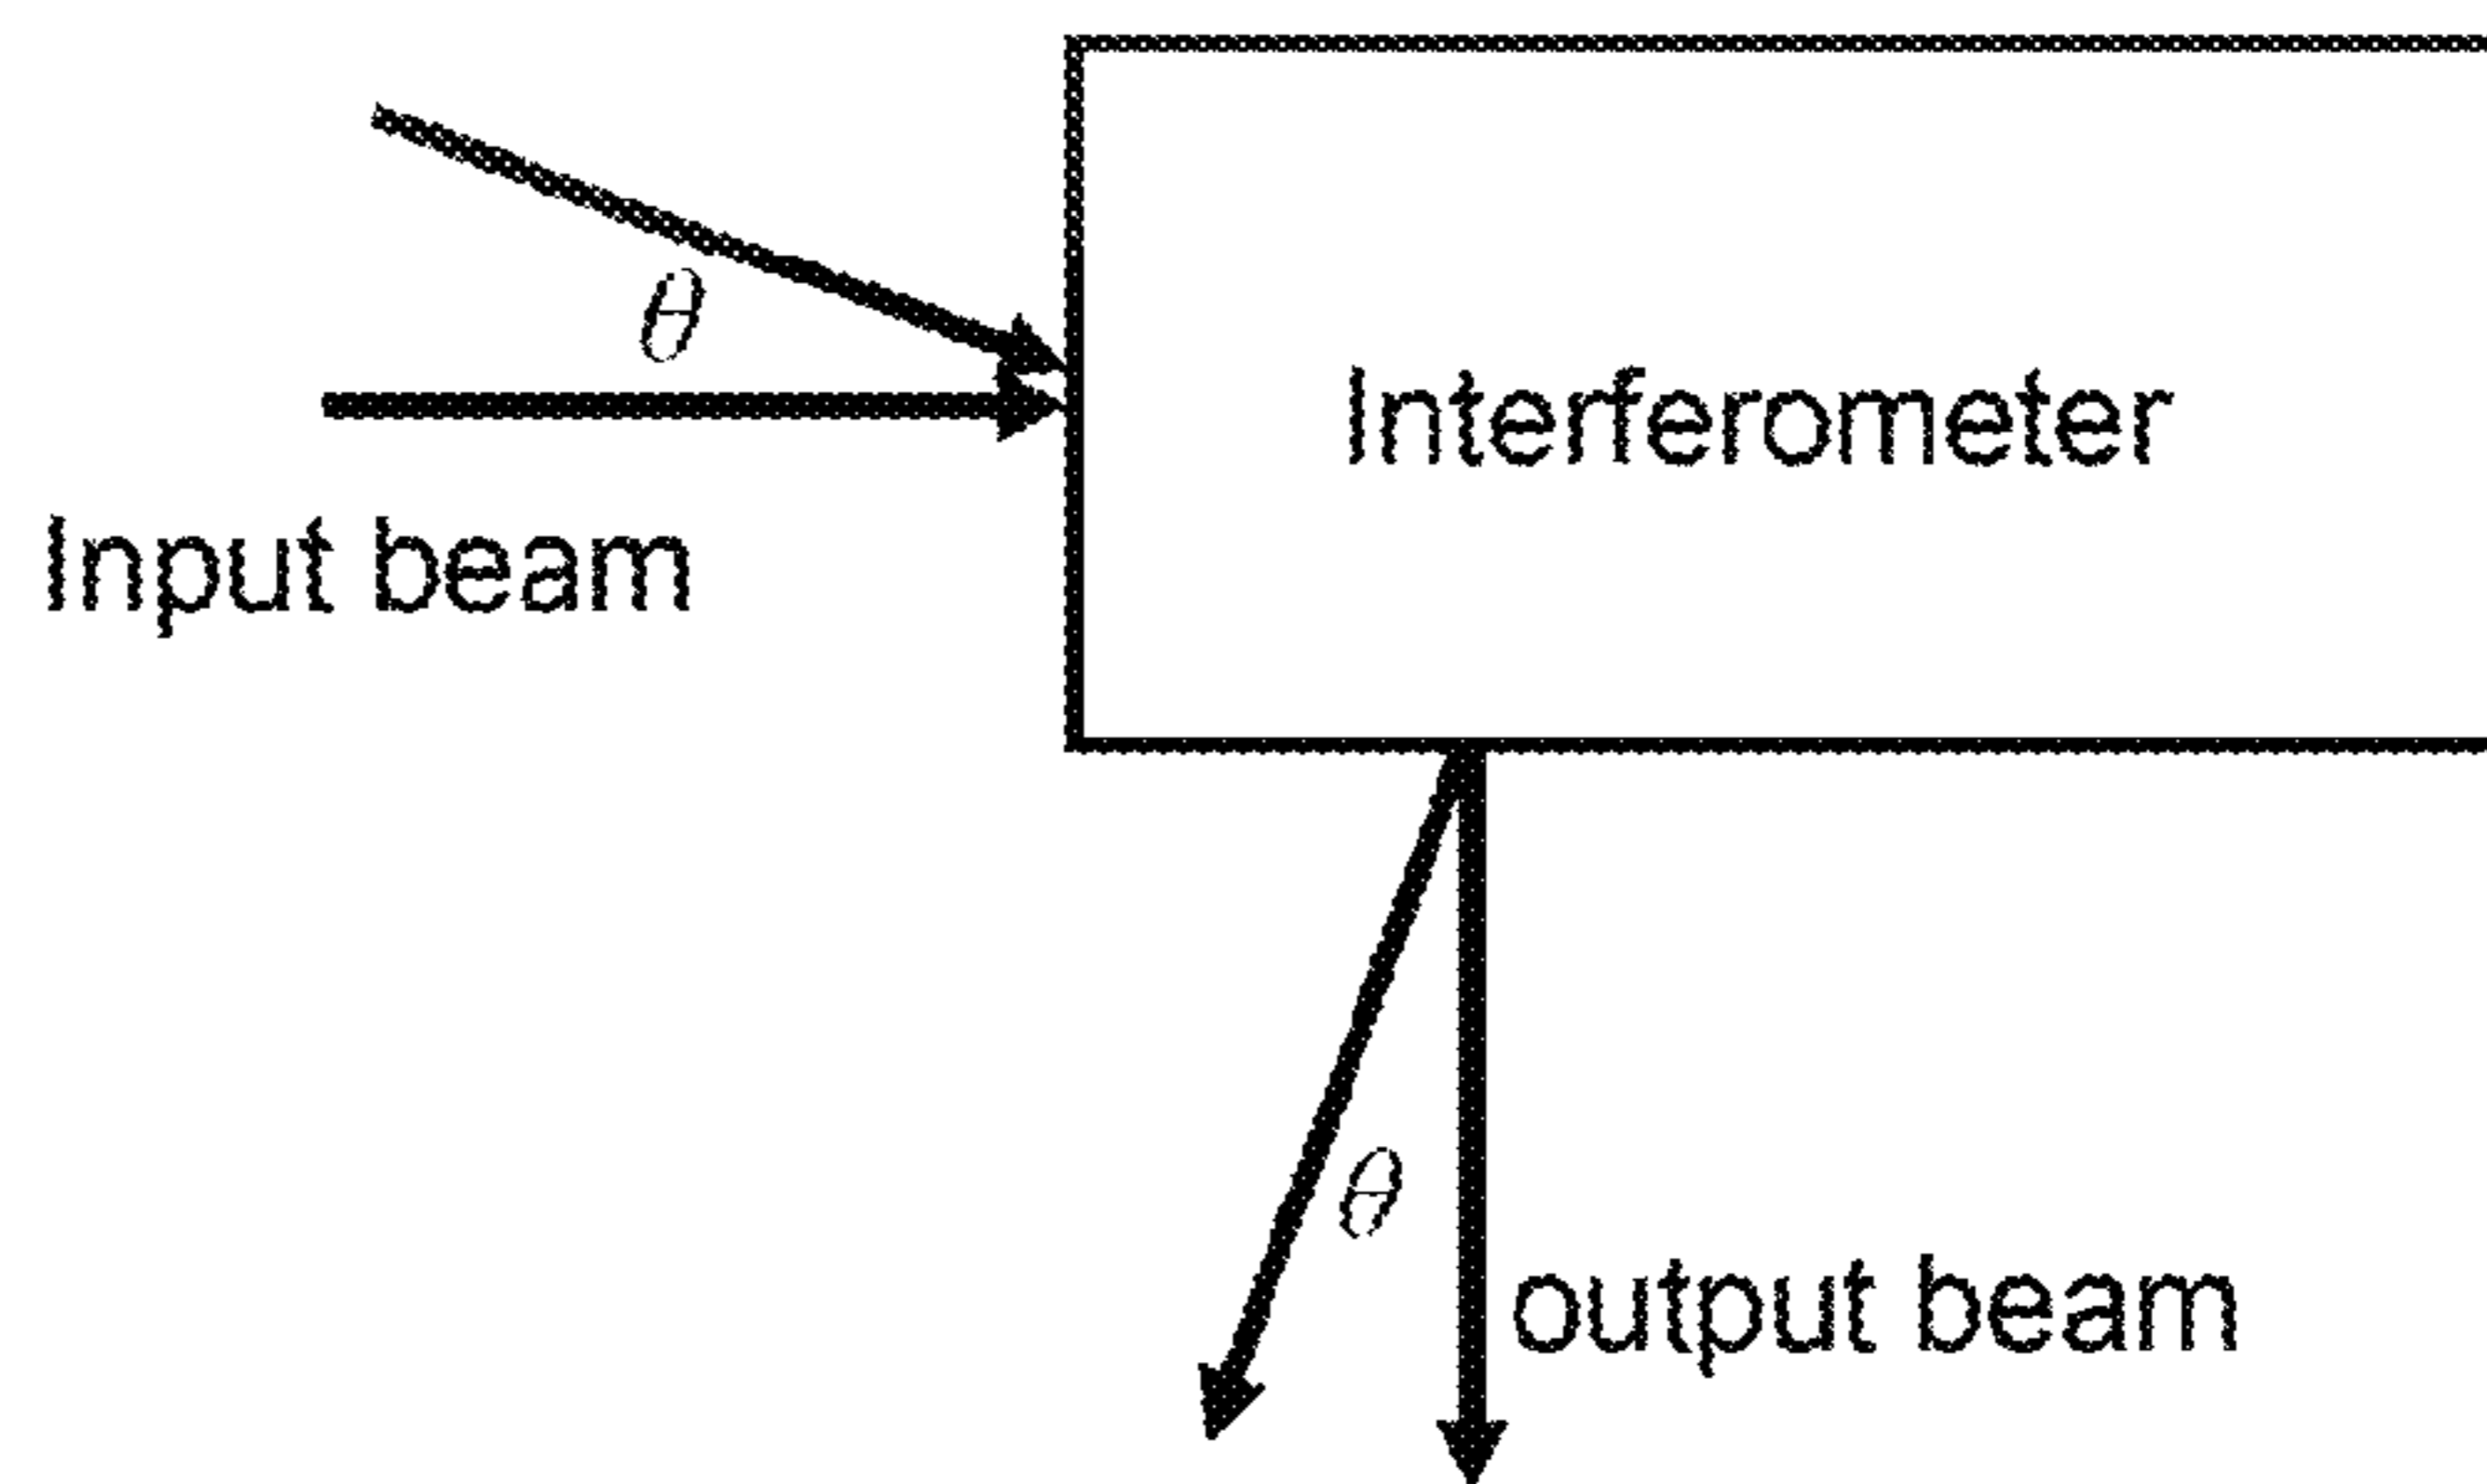 θ
Interferometer
Input beam
θ
output beam